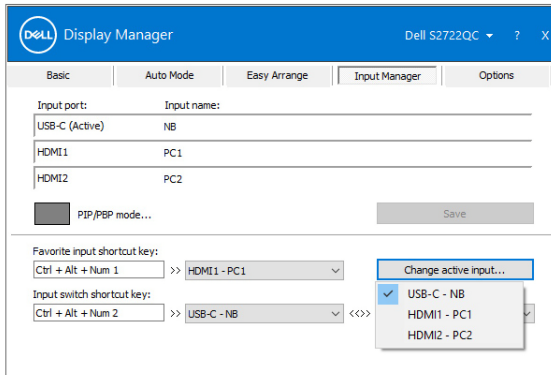 DELL Display Manager Dell S2722QC ? X
Basic Auto Mode Easy Arrange Input Manager Options
Input port: Input name:
USB-C (Active) NB
HDMI1 PC1
HDMI2 PC2
PIP/PBP mode... Save
Favorite input shortcut key:
Ctrl + Alt + Num 1 >> HDMI1 - PC1 Change active input...
Input switch shortcut key:
Ctrl + Alt + Num 2 >> USB-C - NB <<>>
USB-C - NB
HDMI1 - PC1
HDMI2 - PC2